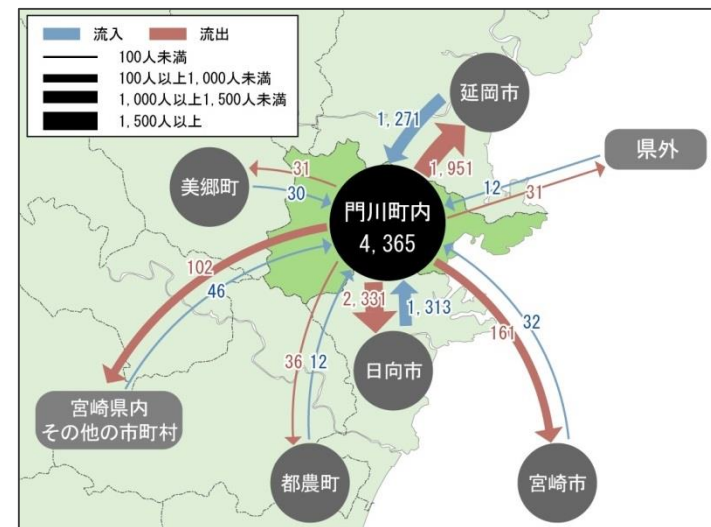 流入 流出
100人未満
100人以上1,000人未満
1,000人以上1,500人未満
1,500人以上
延岡市
1,271
1,951
県外
12
31
美郷町
31
30
門川町内
4,365
102
46
2,331
1,313
161
32
36
12
日向市
宮崎県内
その他の市町村
都農町
宮崎市